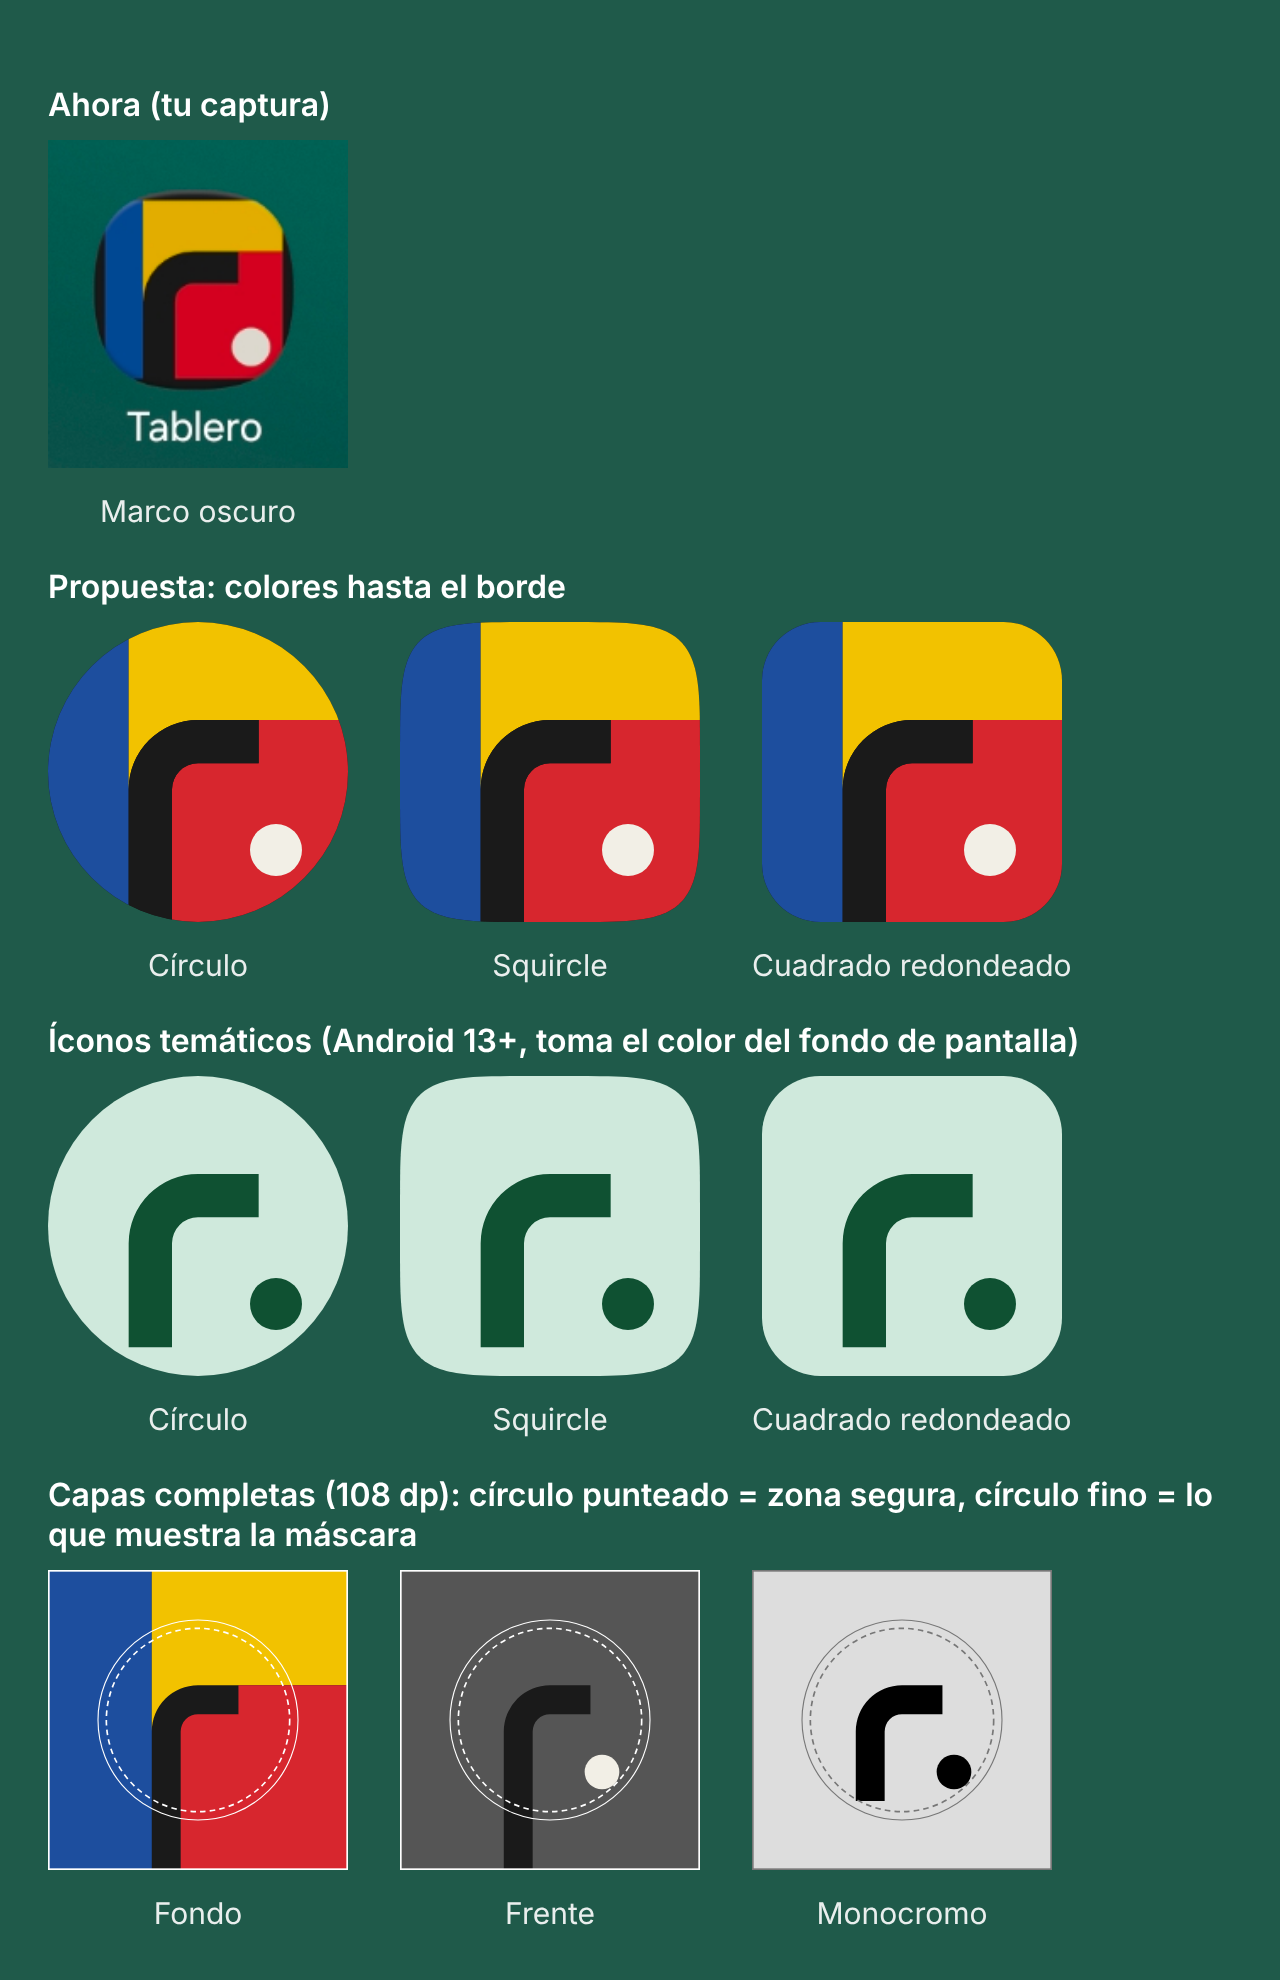 Ahora (tu captura)
Tablero
Marco oscuro
Propuesta: colores hasta el borde
Círculo
Squircle
Cuadrado redondeado
Íconos temáticos (Android 13+, toma el color del fondo de pantalla)
Círculo
Squircle
Cuadrado redondeado
Capas completas (108 dp): círculo punteado = zona segura, círculo fino = lo
que muestra la máscara
Fondo
Frente
Monocromo